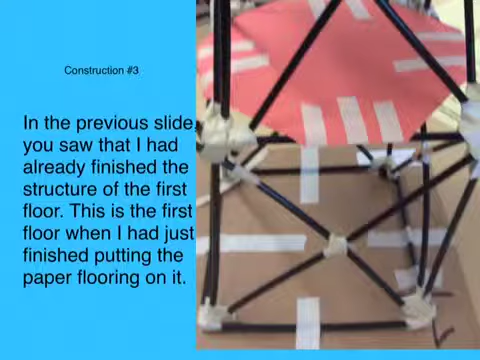 Construction #3
In the previous slide,
you saw that I had
already finished the
structure of the first
floor. This is the first
floor when I had just
finished putting the
paper flooring on it.